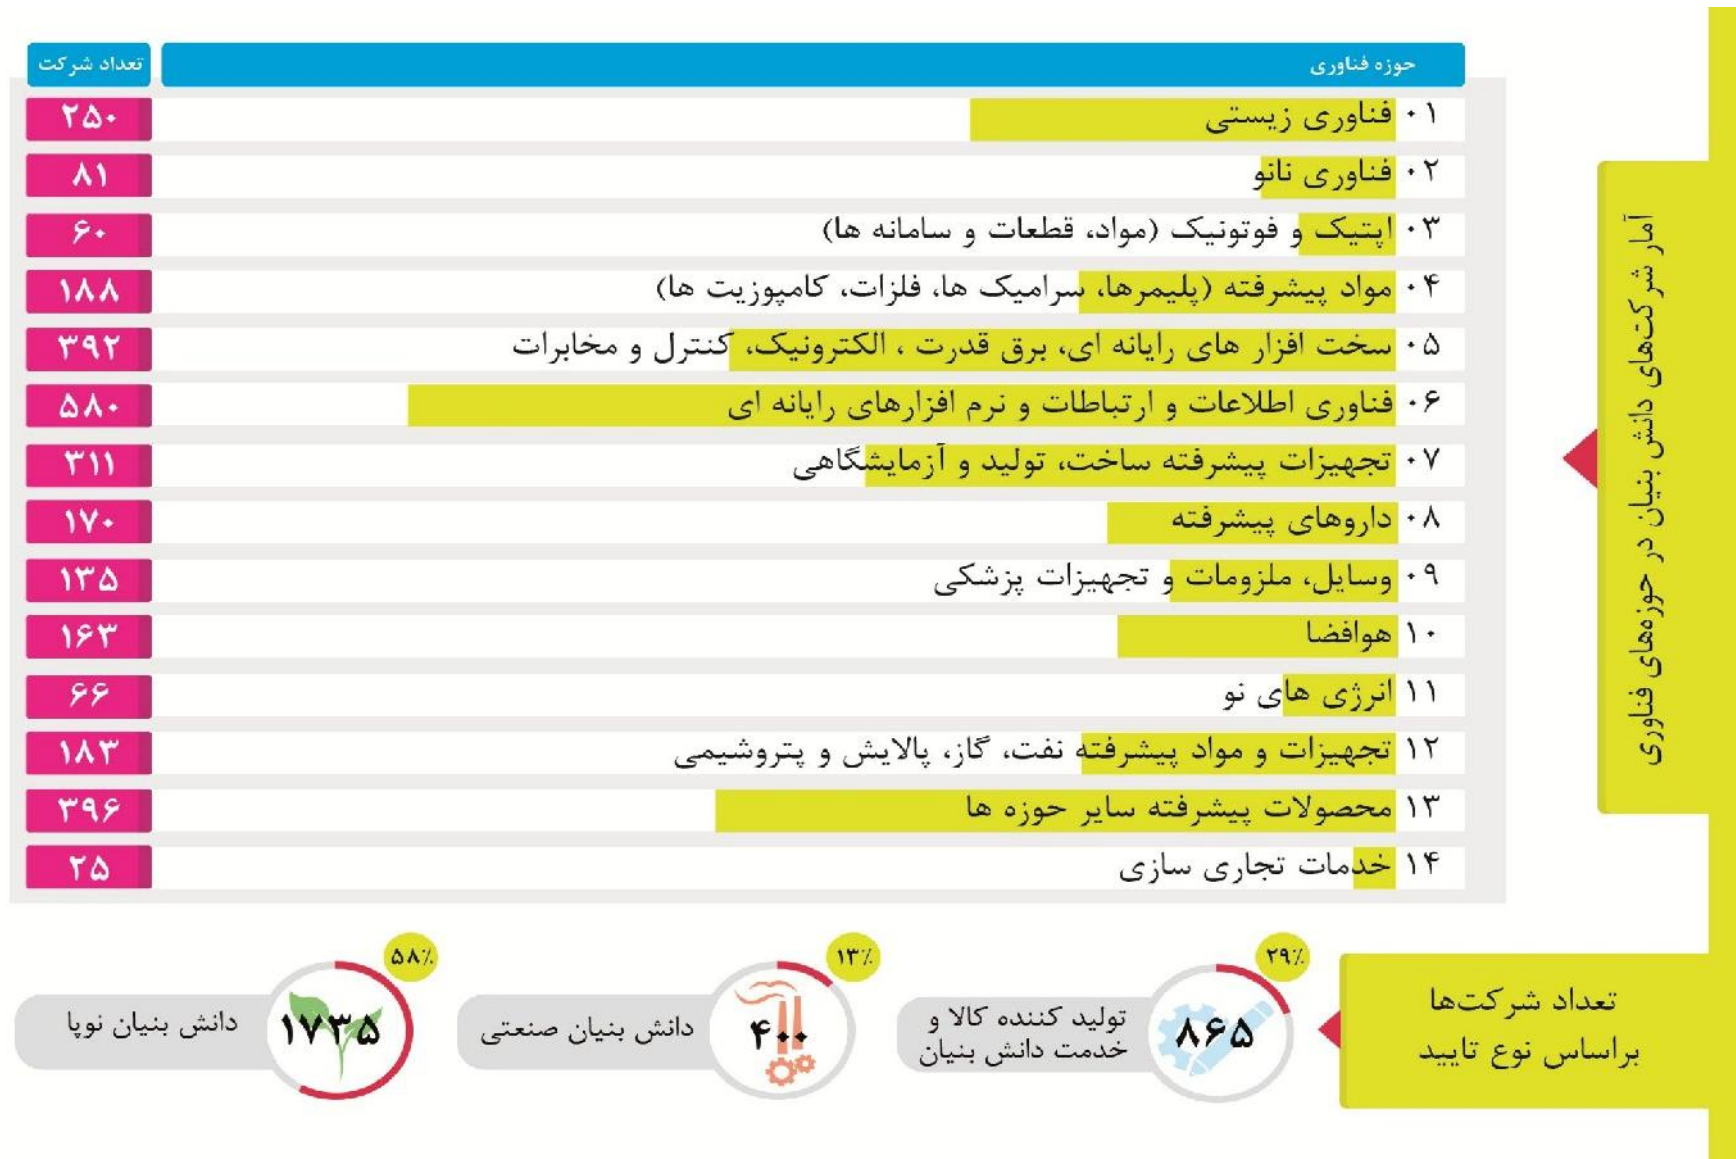 حوزه فناوری تعداد شرکت
۰۱ فناوری زیستی ۲۵۰
۰۲ فناوری نانو ۸۱
۰۳ اپتیک و فوتونیک (مواد، قطعات و سامانه ها) ۶۰
۰۴ مواد پیشرفته (پلیمرها، سرامیک ها، فلزات، کامپوزیت ها) ۱۸۸
۰۵ سخت افزار های رایانه ای، برق قدرت ، الکترونیک، کنترل و مخابرات ۳۹۲
۰۶ فناوری اطلاعات و ارتباطات و نرم افزارهای رایانه ای ۵۸۰
۰۷ تجهیزات پیشرفته ساخت، تولید و آزمایشگاهی ۳۱۱
۰۸ داروهای پیشرفته ۱۷۰
۰۹ وسایل، ملزومات و تجهیزات پزشکی ۱۳۵
۱۰ هوافضا ۱۶۳
۱۱ انرژی های نو ۶۶
۱۲ تجهیزات و مواد پیشرفته نفت، گاز، پالایش و پتروشیمی ۱۸۳
۱۳ محصولات پیشرفته سایر حوزه ها ۳۹۶
۱۴ خدمات تجاری سازی ۲۵
آمار شرکت‌های دانش بنیان در حوزه‌های فناوری
تعداد شرکت‌ها
براساس نوع تایید
۲۹٪
۸۶۵
تولید کننده کالا و
خدمت دانش بنیان
۱۳٪
۴۰۰
دانش بنیان صنعتی
۵۸٪
۱۷۳۵
دانش بنیان نوپا